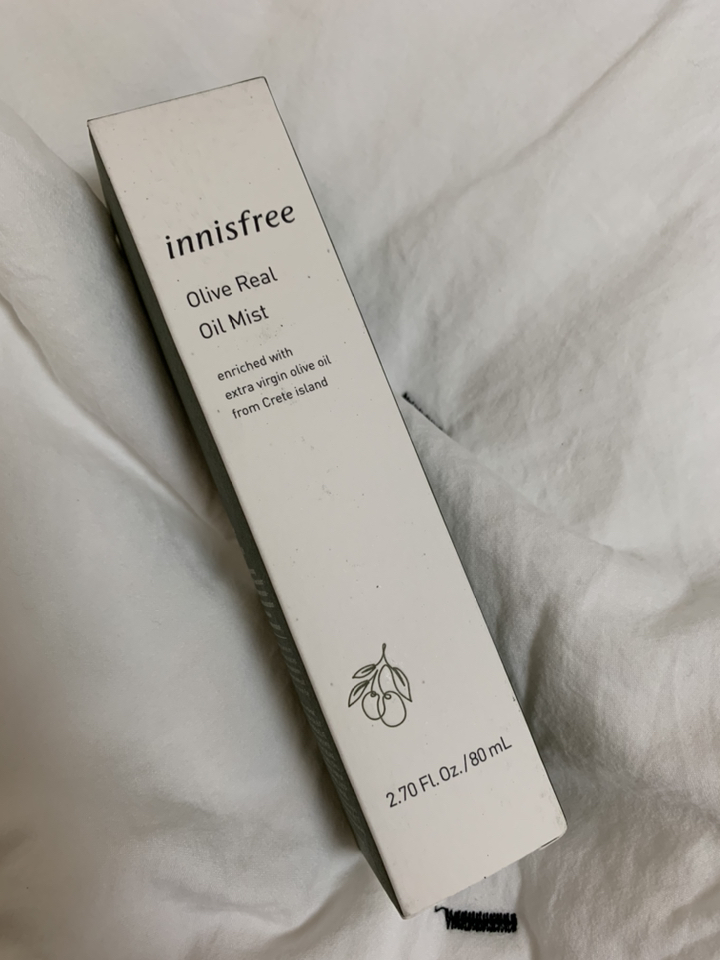 innisfree
Olive Real
Oil Mist
enriched with
extra virgin olive oil
from Crete island
2.70 Fl. Oz./80 mL